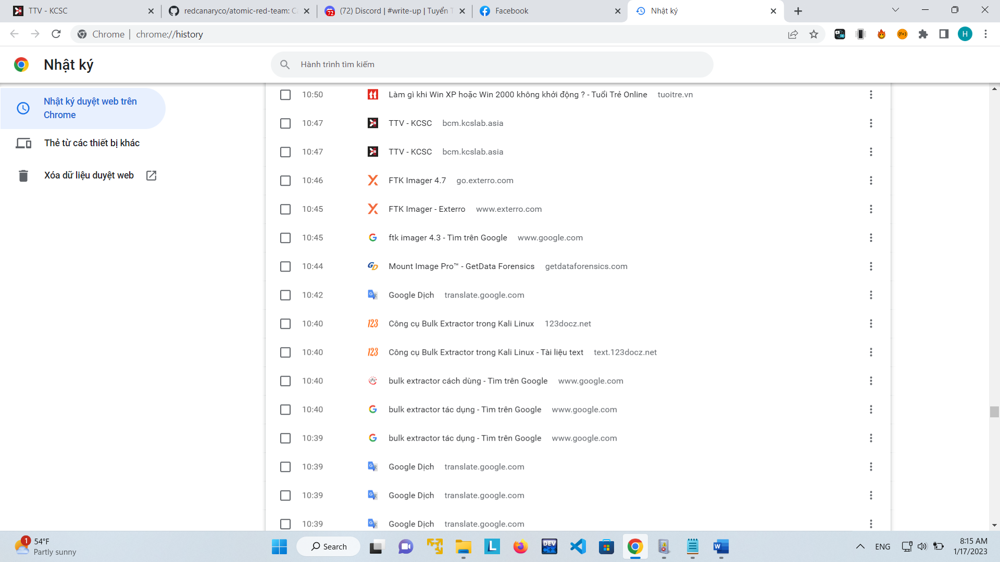 TTV - KCSC
redcanaryco/atomic-red-team: C
(72) Discord | #write-up | Tuyển T
Facebook
Nhật ký
Chrome | chrome://history
H
Nhật ký
Hành trình tìm kiếm
Nhật ký duyệt web trên
Chrome
Thẻ từ các thiết bị khác
Xóa dữ liệu duyệt web
10:50 Làm gì khi Win XP hoặc Win 2000 không khởi động ? - Tuổi Trẻ Online tuoitre.vn
10:47 TTV - KCSC bcm.kcslab.asia
10:47 TTV - KCSC bcm.kcslab.asia
10:46 FTK Imager 4.7 go.exterro.com
10:45 FTK Imager - Exterro www.exterro.com
10:45 ftk imager 4.3 - Tìm trên Google www.google.com
10:44 Mount Image Pro™ - GetData Forensics getdataforensics.com
10:42 Google Dịch translate.google.com
10:40 Công cụ Bulk Extractor trong Kali Linux 123docz.net
10:40 Công cụ Bulk Extractor trong Kali Linux - Tài liệu text text.123docz.net
10:40 bulk extractor cách dùng - Tìm trên Google www.google.com
10:40 bulk extractor tác dụng - Tìm trên Google www.google.com
10:39 bulk extractor tác dụng - Tìm trên Google www.google.com
10:39 Google Dịch translate.google.com
10:39 Google Dịch translate.google.com
10:39 Google Dịch translate.google.com
1
54°F
Partly sunny
Search
DEV
C++
ENG
8:15 AM
1/17/2023